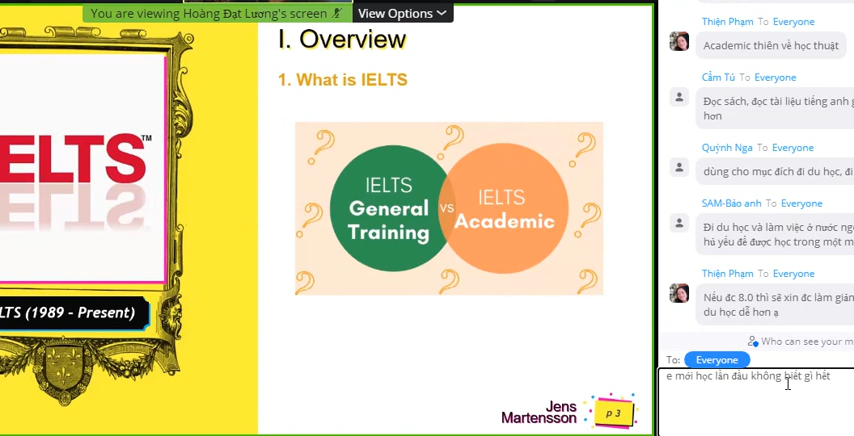 You are viewing Hoàng Đạt Lương's screen
View Options
ELTS™
LTS (1989 - Present)
I. Overview
1. What is IELTS
IELTS
General
Training
VS
IELTS
Academic
Jens
Martensson
p 3
Thiện Phạm To Everyone
Academic thiên về học thuật
Cẩm Tú To Everyone
Đọc sách, đọc tài liệu tiếng anh
hơn
Quỳnh Nga To Everyone
dùng cho mục đích đi du học, đi
SAM-Bảo anh To Everyone
Đi du học và làm việc ở nước
hủ yếu để được học trong một
Thiện Phạm To Everyone
Nếu đc 8.0 thì sẽ xin đc làm
du học dễ hơn ạ
Who can see your
To: Everyone
e mới học lần đầu không biết gì hết